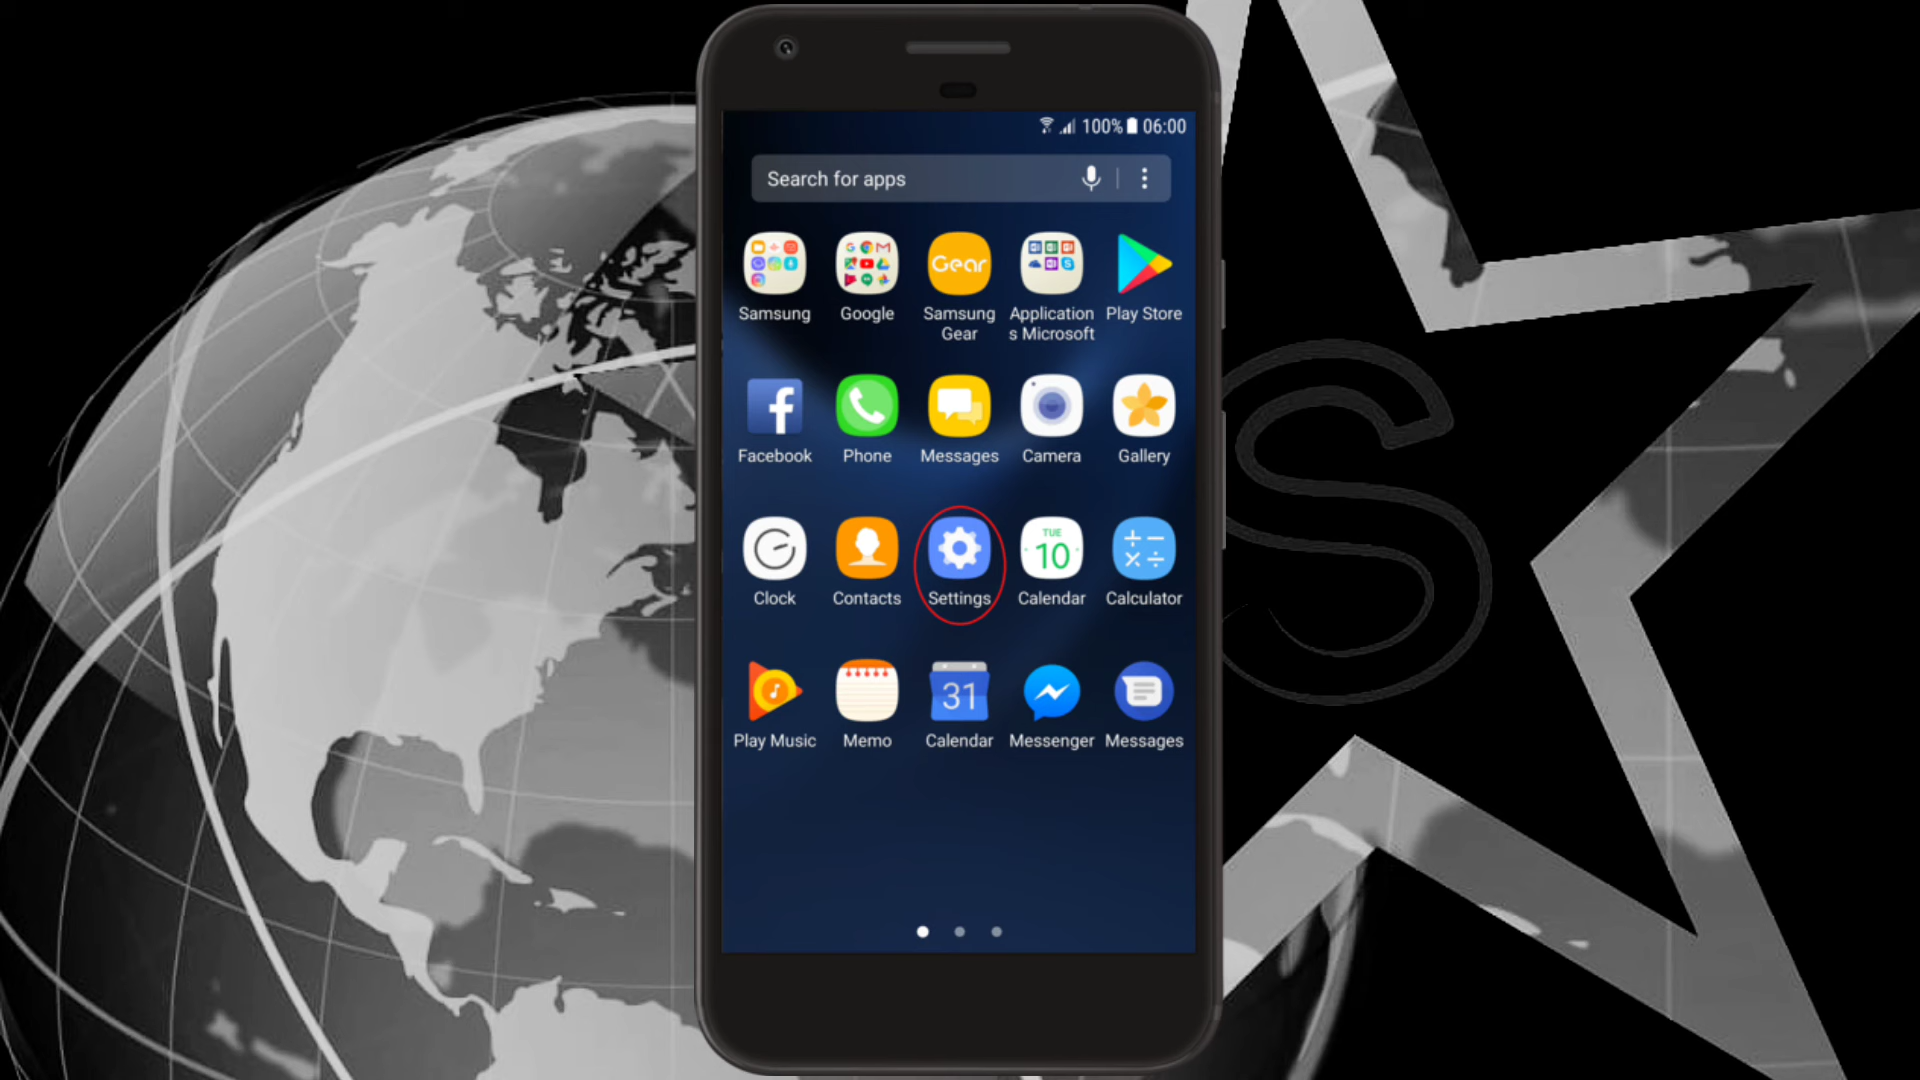 100% 06:00
Search for apps
Gear
Samsung Google Samsung Gear Applications Microsoft Play Store
Facebook Phone Messages Camera Gallery
TUE
10
Clock Contacts Settings Calendar Calculator
31
Play Music Memo Calendar Messenger Messages
S